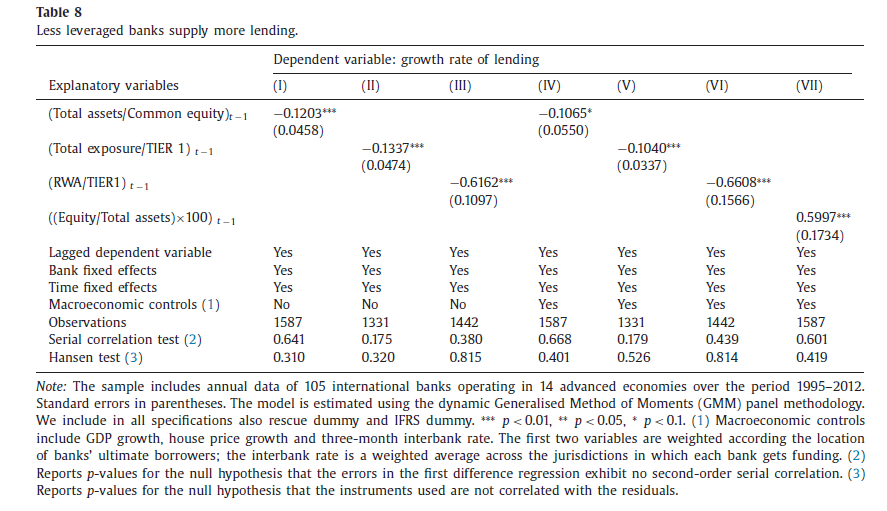 Table 8
Less leveraged banks supply more lending.
Dependent variable: growth rate of lending
Explanatory variables (I) (II) (III) (IV) (V) (VI) (VII)
(Total assets/Common equity)t−1 −0.1203*** −0.1065*
(0.0458) (0.0550)
(Total exposure/TIER 1) t−1 −0.1337*** −0.1040***
(0.0474) (0.0337)
(RWA/TIER1) t−1 −0.6162*** −0.6608***
(0.1097) (0.1566)
((Equity/Total assets)×100) t−1 0.5997***
(0.1734)
Lagged dependent variable Yes Yes Yes Yes Yes Yes Yes
Bank fixed effects Yes Yes Yes Yes Yes Yes Yes
Time fixed effects Yes Yes Yes Yes Yes Yes Yes
Macroeconomic controls (1) No No No Yes Yes Yes Yes
Observations 1587 1331 1442 1587 1331 1442 1587
Serial correlation test (2) 0.641 0.175 0.380 0.668 0.179 0.439 0.601
Hansen test (3) 0.310 0.320 0.815 0.401 0.526 0.814 0.419
Note: The sample includes annual data of 105 international banks operating in 14 advanced economies over the period 1995–2012.
Standard errors in parentheses. The model is estimated using the dynamic Generalised Method of Moments (GMM) panel methodology.
We include in all specifications also rescue dummy and IFRS dummy. *** p < 0.01, ** p < 0.05, * p < 0.1. (1) Macroeconomic controls
include GDP growth, house price growth and three-month interbank rate. The first two variables are weighted according the location
of banks' ultimate borrowers; the interbank rate is a weighted average across the jurisdictions in which each bank gets funding. (2)
Reports p-values for the null hypothesis that the errors in the first difference regression exhibit no second-order serial correlation. (3)
Reports p-values for the null hypothesis that the instruments used are not correlated with the residuals.